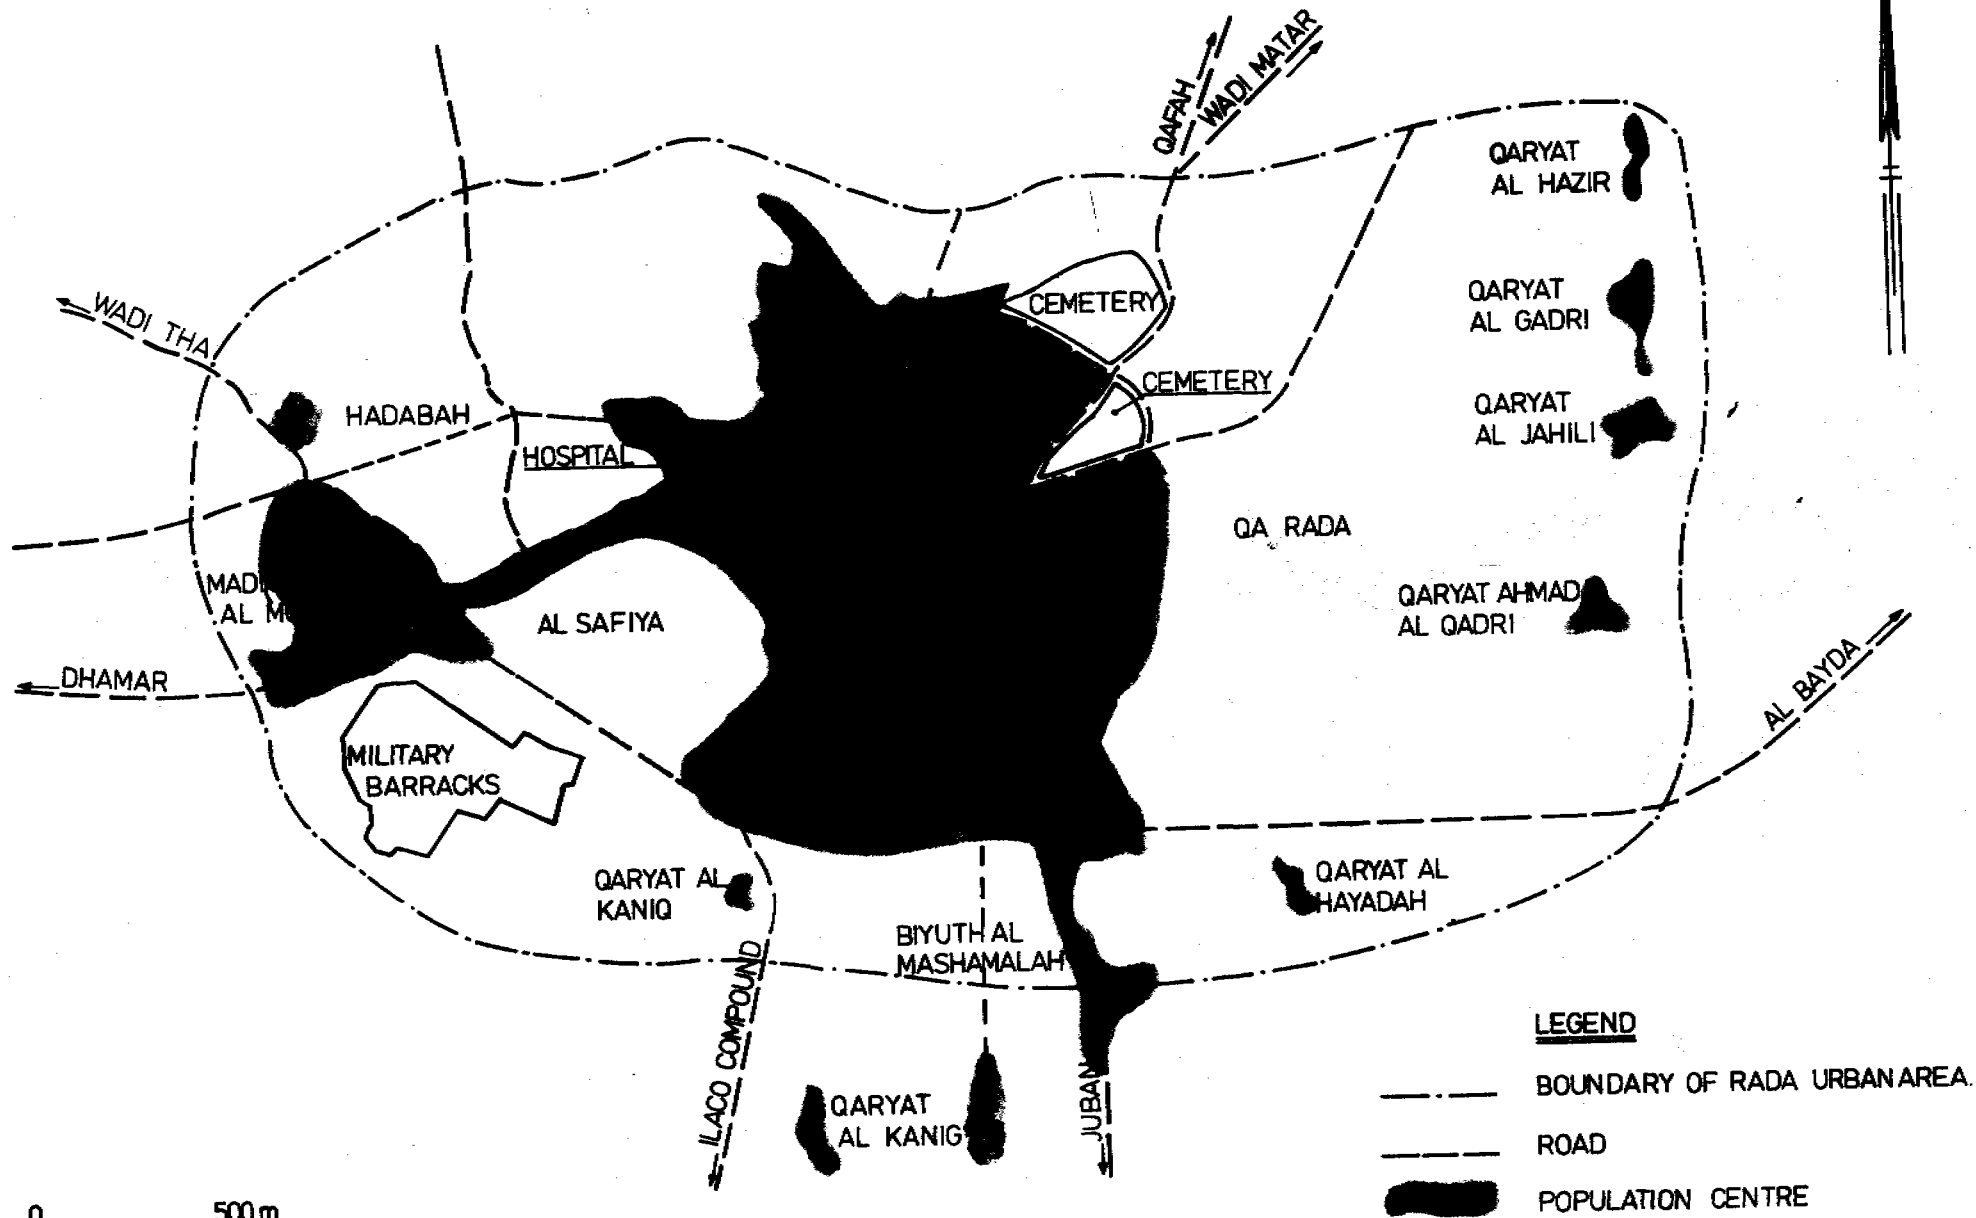 QAFAH
WADI MATAR
QARYAT
AL HAZIR
WADI THA
CEMETERY
QARYAT
AL GADRI
CEMETERY
HADABAH
QARYAT
AL JAHILI
HOSPITAL
QA RADA
MAD
AL M
AL SAFIYA
QARYAT AHMAD
AL QADRI
DHAMAR
AL BAYDA
MILITARY
BARRACKS
QARYAT AL
KANIQ
QARYAT AL
HAYADAH
BIYUTH AL
MASHAMALAH
ILACO COMPOUND
JUBAN
QARYAT
AL KANIG
LEGEND
BOUNDARY OF RADA URBAN AREA.
ROAD
POPULATION CENTRE
0 500 m